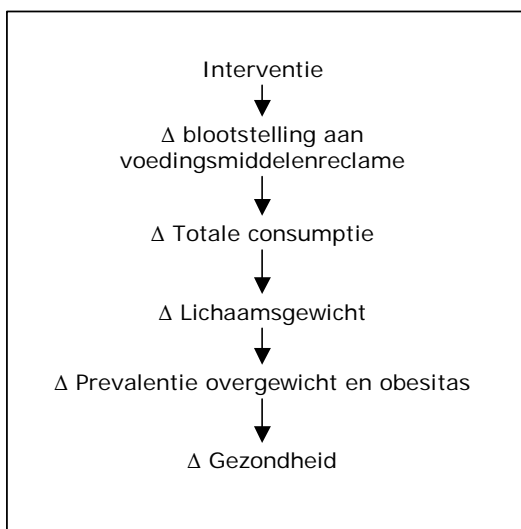 Interventie
Δ blootstelling aan
voedingsmiddelenreclame
Δ Totale consumptie
Δ Lichaamsgewicht
Δ Prevalentie overgewicht en obesitas
Δ Gezondheid